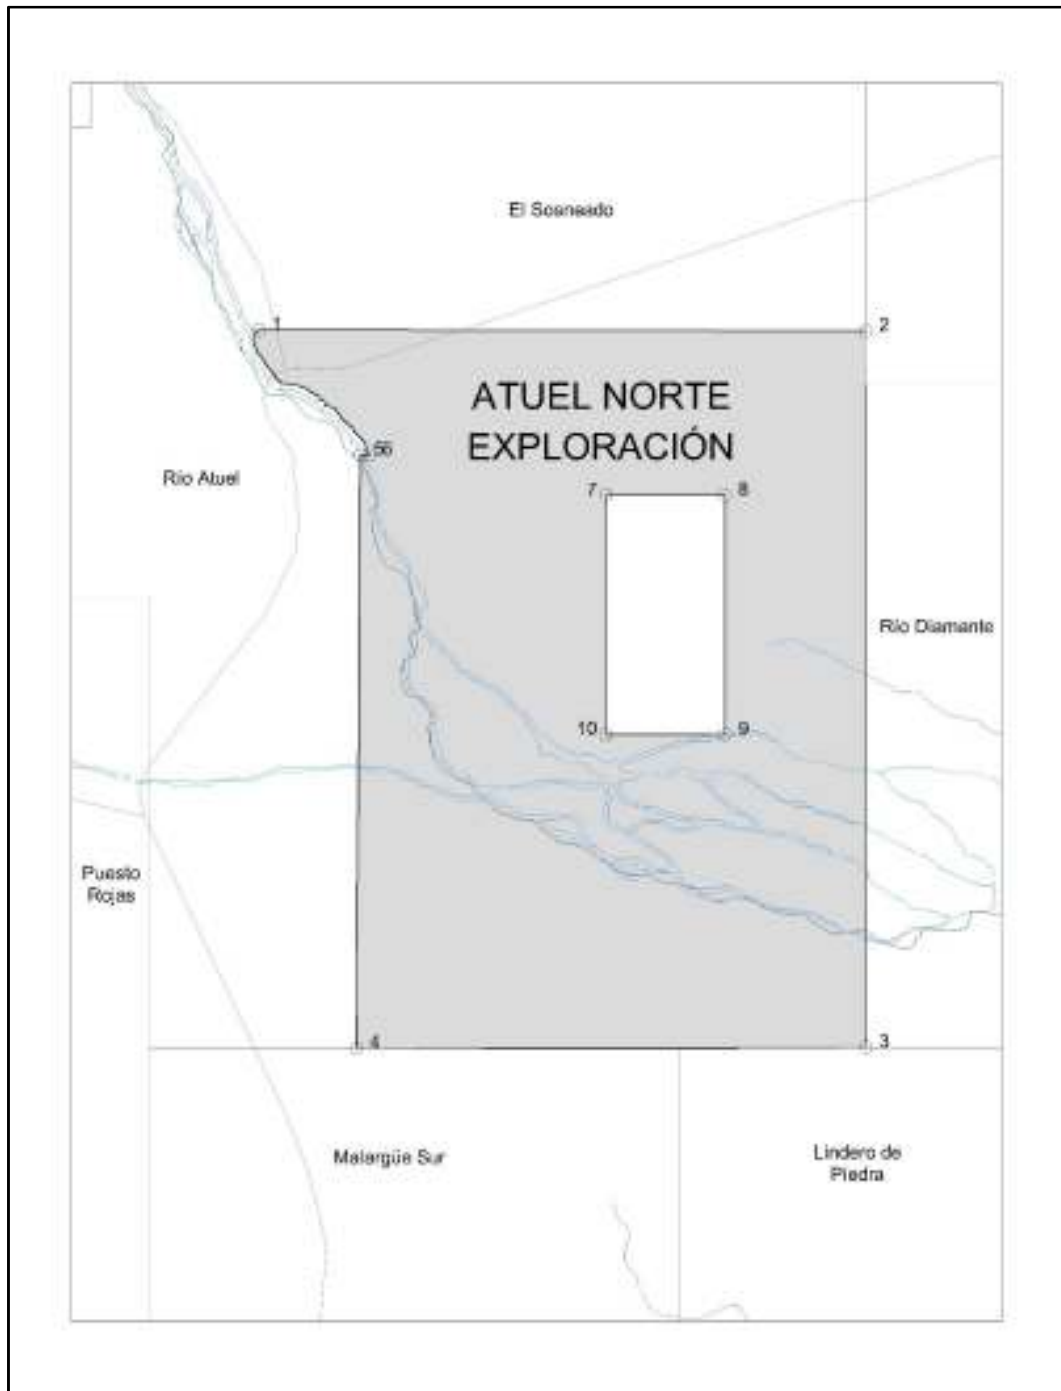 El Sosneado
1
2
ATUEL NORTE
EXPLORACIÓN
56
Río Atuel
7
8
Río Diamante
10
9
Puesto
Rojas
4
3
Malargüe Sur
Lindero de
Piedra